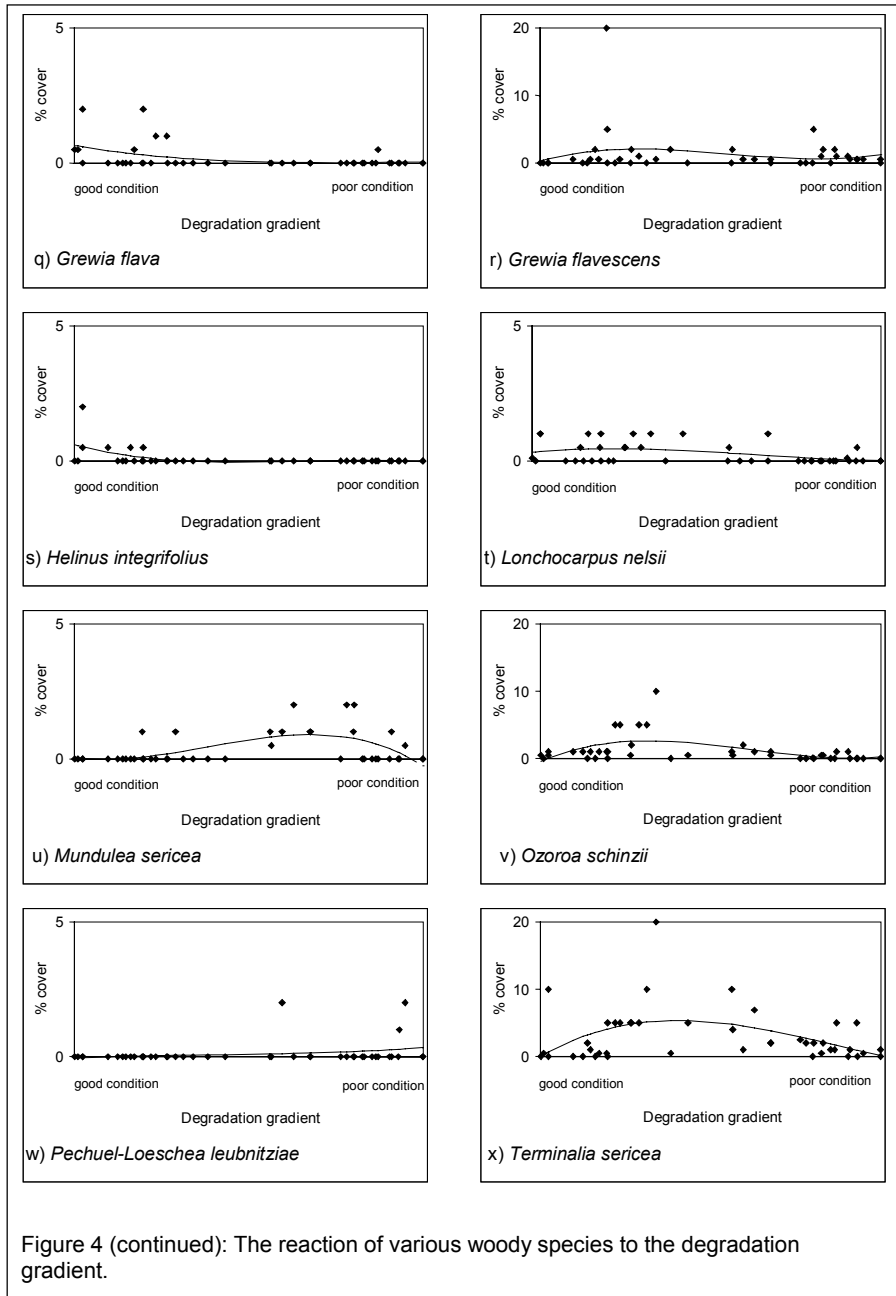 5
% cover
0
good condition
poor condition
Degradation gradient
q) Grewia flava
20
% cover
10
0
good condition
poor condition
Degradation gradient
r) Grewia flavescens
5
% cover
0
good condition
poor condition
Degradation gradient
s) Helinus integrifolius
5
% cover
0
good condition
poor condition
Degradation gradient
t) Lonchocarpus nelsii
5
% cover
0
good condition
poor condition
Degradation gradient
u) Mundulea sericea
20
% cover
10
0
good condition
poor condition
Degradation gradient
v) Ozoroa schinzii
5
% cover
0
good condition
poor condition
Degradation gradient
w) Pechuel-Loeschea leubnitziae
20
% cover
10
0
good condition
poor condition
Degradation gradient
x) Terminalia sericea
Figure 4 (continued): The reaction of various woody species to the degradation
gradient.